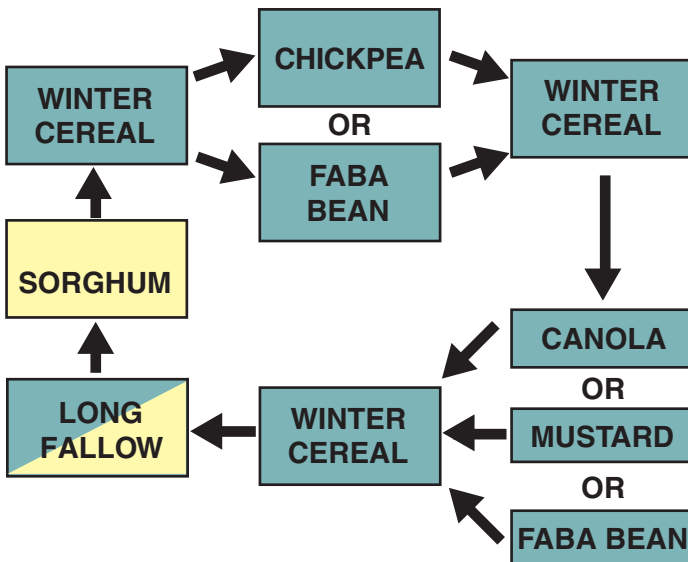 WINTER
CEREAL
CHICKPEA
OR
FABA
BEAN
WINTER
CEREAL
SORGHUM
CANOLA
OR
MUSTARD
OR
FABA BEAN
WINTER
CEREAL
LONG
FALLOW